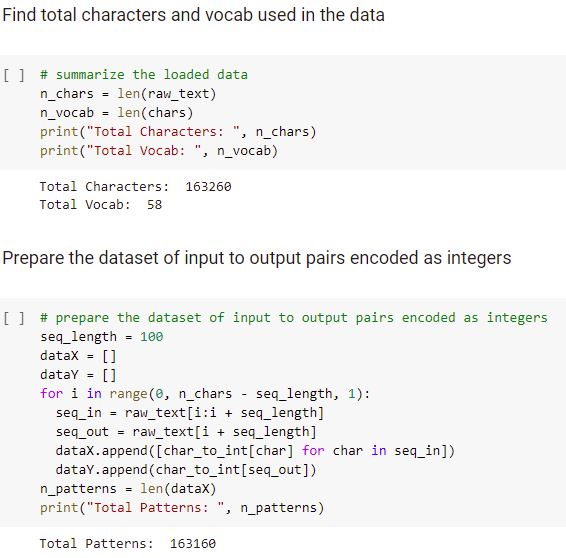 Find total characters and vocab used in the data
[ ] # summarize the loaded data
n_chars = len(raw_text)
n_vocab = len(chars)
print("Total Characters: ", n_chars)
print("Total Vocab: ", n_vocab)
Total Characters:  163260
Total Vocab:  58
Prepare the dataset of input to output pairs encoded as integers
[ ] # prepare the dataset of input to output pairs encoded as integers
seq_length = 100
dataX = []
dataY = []
for i in range(0, n_chars - seq_length, 1):
  seq_in = raw_text[i:i + seq_length]
  seq_out = raw_text[i + seq_length]
  dataX.append([char_to_int[char] for char in seq_in])
  dataY.append(char_to_int[seq_out])
n_patterns = len(dataX)
print("Total Patterns: ", n_patterns)
Total Patterns:  163160